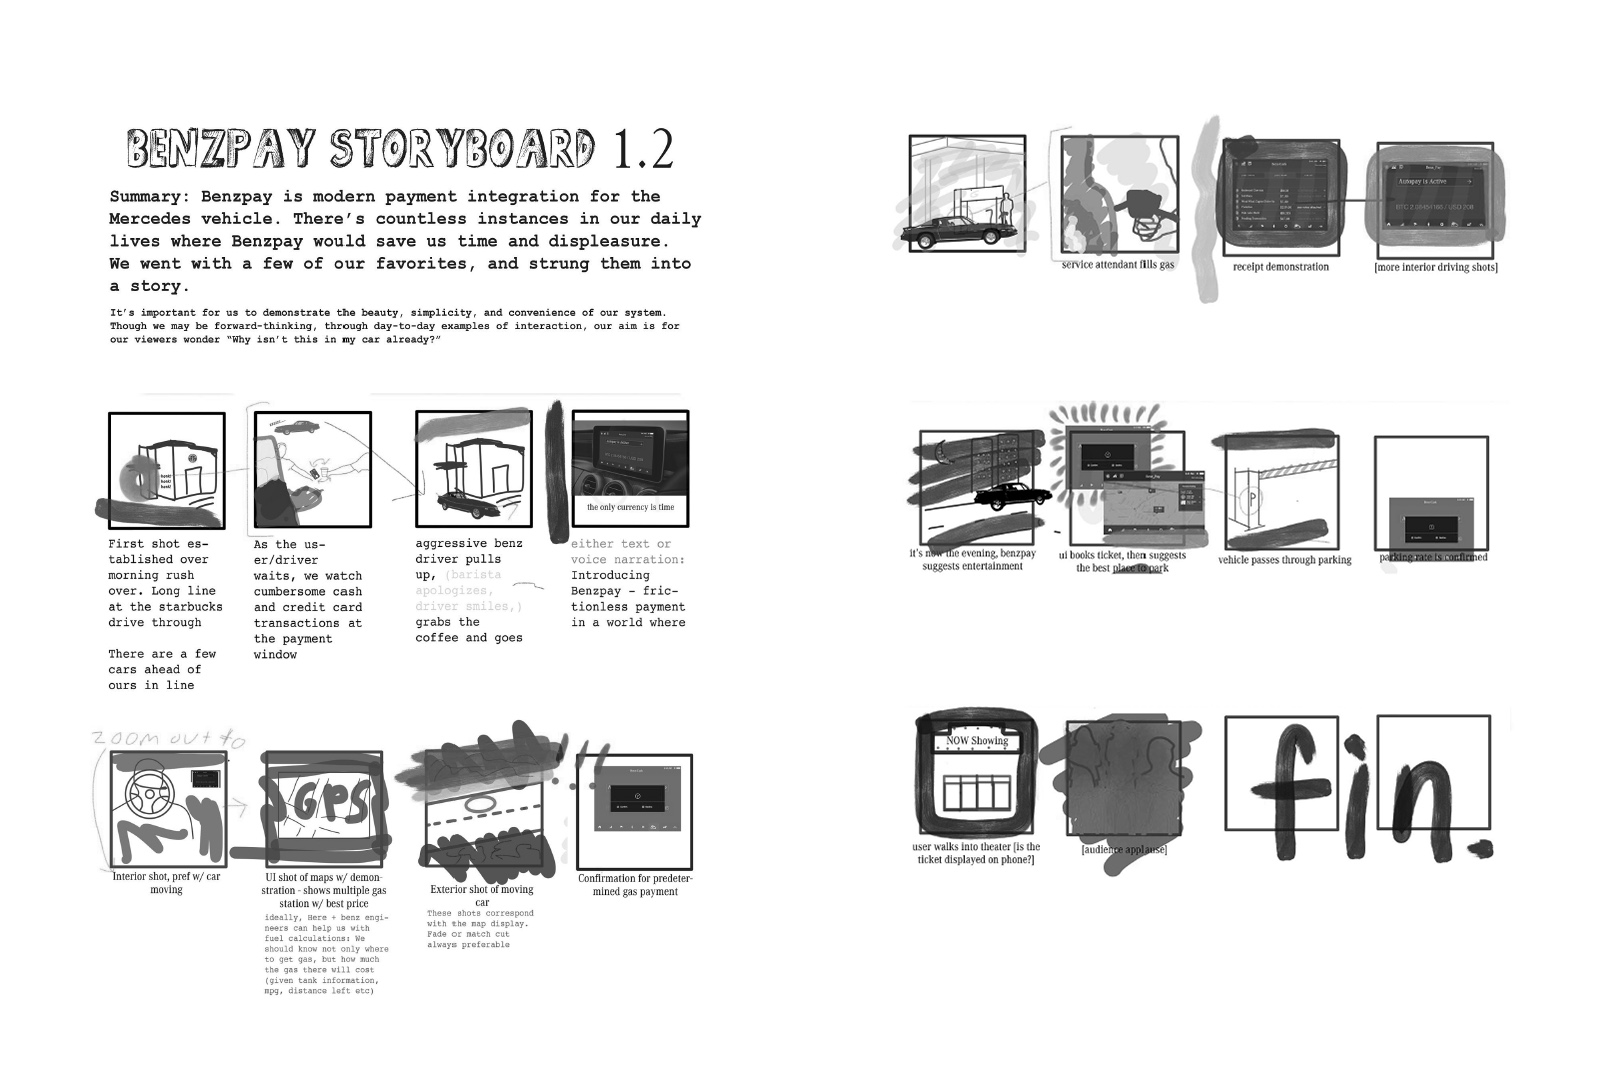 BENZPAY STORYBOARD 1.2
Summary: Benzpay is modern payment integration for the
Mercedes vehicle. There's countless instances in our daily
lives where Benzpay would save us time and displeasure.
We went with a few of our favorites, and strung them into
a story.
It's important for us to demonstrate the beauty, simplicity, and convenience of our system.
Though we may be forward-thinking, through day-to-day examples of interaction, our aim is for
our viewers wonder “Why isn't this in my car already?”
honk!
honk!
honk!
First shot es-
tablished over
morning rush
over. Long line
at the starbucks
drive through
There are a few
cars ahead of
ours in line
As the us-
er/driver
waits, we watch
cumbersome cash
and credit card
transactions at
the payment
window
aggressive benz
driver pulls
up, (barista
apologizes,
driver smiles,)
grabs the
coffee and goes
the only currency is time
either text or
voice narration:
Introducing
Benzpay - fric-
tionless payment
in a world where
zoom out to
Interior shot, pref w/ car
moving
GPS
UI shot of maps w/ demon-
stration - shows multiple gas
station w/ best price
ideally, Here + benz engi-
neers can help us with
fuel calculations: We
should know not only where
to get gas, but how much
the gas there will cost
(given tank information,
mpg, distance left etc)
Exterior shot of moving
car
These shots correspond
with the map display.
Fade or match cut
always preferable
Confirmation for predeter-
mined gas payment
service attendant fills gas
receipt demonstration
Autopay is Active
[more interior driving shots]
it's now the evening, benzpay
suggests entertainment
ui books ticket, then suggests
the best place to park
P
vehicle passes through parking
parking rate is confirmed
NOW Showing
user walks into theater [is the
ticket displayed on phone?]
[audience applause]
fin.